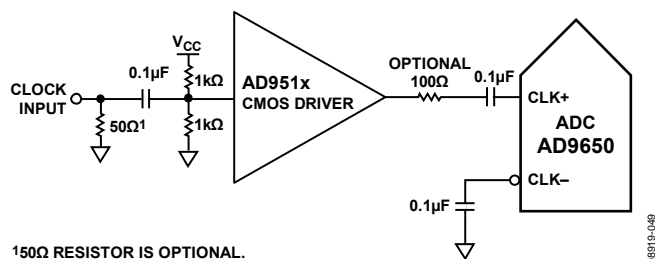 V_CC
OPTIONAL
100Ω
0.1µF
0.1µF
1kΩ
AD951x
CMOS DRIVER
CLOCK
INPUT
CLK+
ADC
AD9650
50Ω¹
1kΩ
CLK–
0.1µF
¹50Ω RESISTOR IS OPTIONAL.
08919-049